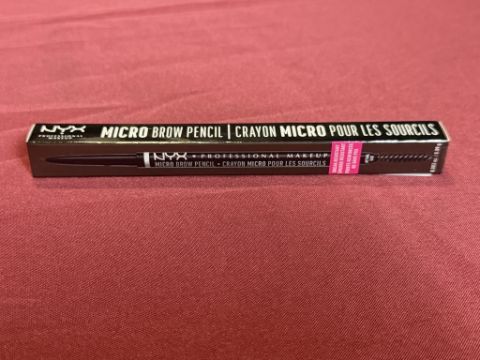 NYX
PROFESSIONAL
MAKEUP
MICRO BROW PENCIL | CRAYON MICRO POUR LES SOURCILS
NYX PROFESSIONAL MAKEUP
MICRO BROW PENCIL • CRAYON MICRO POUR LES SOURCILS